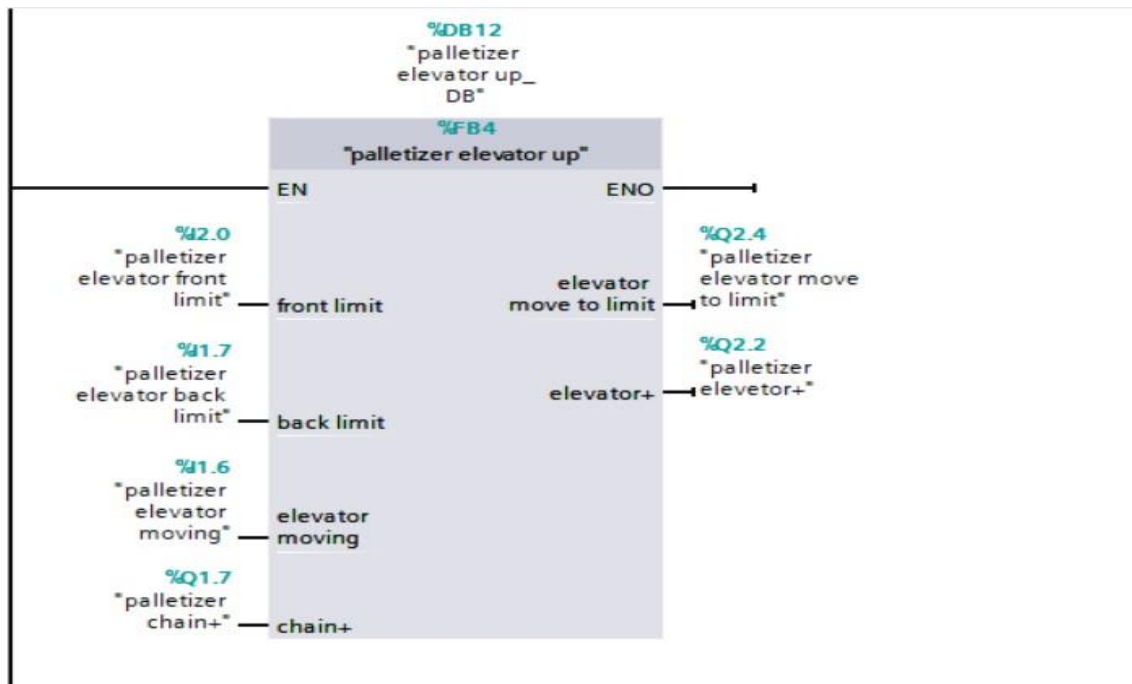 %DB12
"palletizer
elevator up_
DB"
%FB4
"palletizer elevator up"
EN
ENO
%I2.0
"palletizer
elevator front
limit"
front limit
elevator
move to limit
%Q2.4
"palletizer
elevator move
to limit"
%I1.7
"palletizer
elevator back
limit"
back limit
elevator+
%Q2.2
"palletizer
elevetor+"
%I1.6
"palletizer
elevator
moving"
elevator
moving
%Q1.7
"palletizer
chain+"
chain+